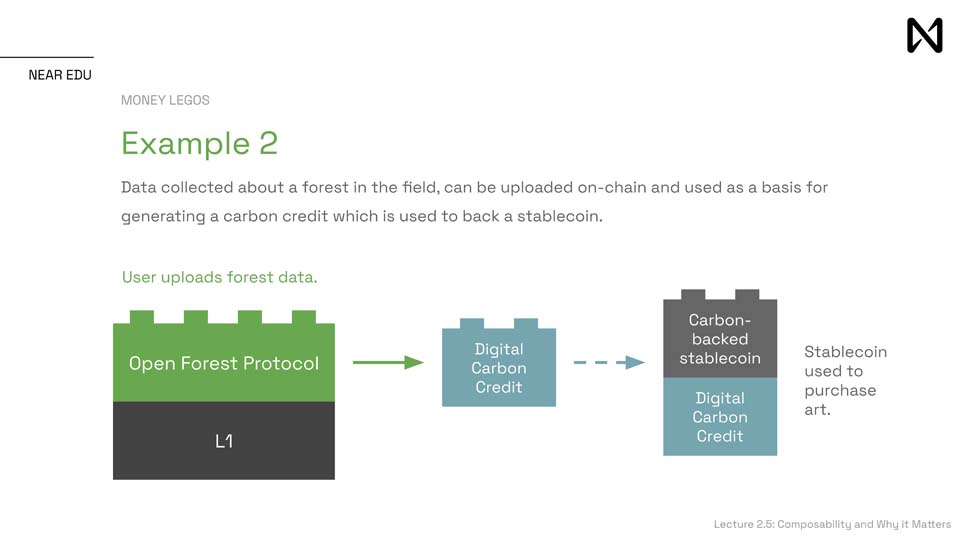 NEAR EDU
MONEY LEGOS
Example 2
Data collected about a forest in the field, can be uploaded on-chain and used as a basis for
generating a carbon credit which is used to back a stablecoin.
User uploads forest data.
Open Forest Protocol
L1
Digital
Carbon
Credit
Carbon-
backed
stablecoin
Digital
Carbon
Credit
Stablecoin
used to
purchase
art.
Lecture 2.5: Composability and Why it Matters